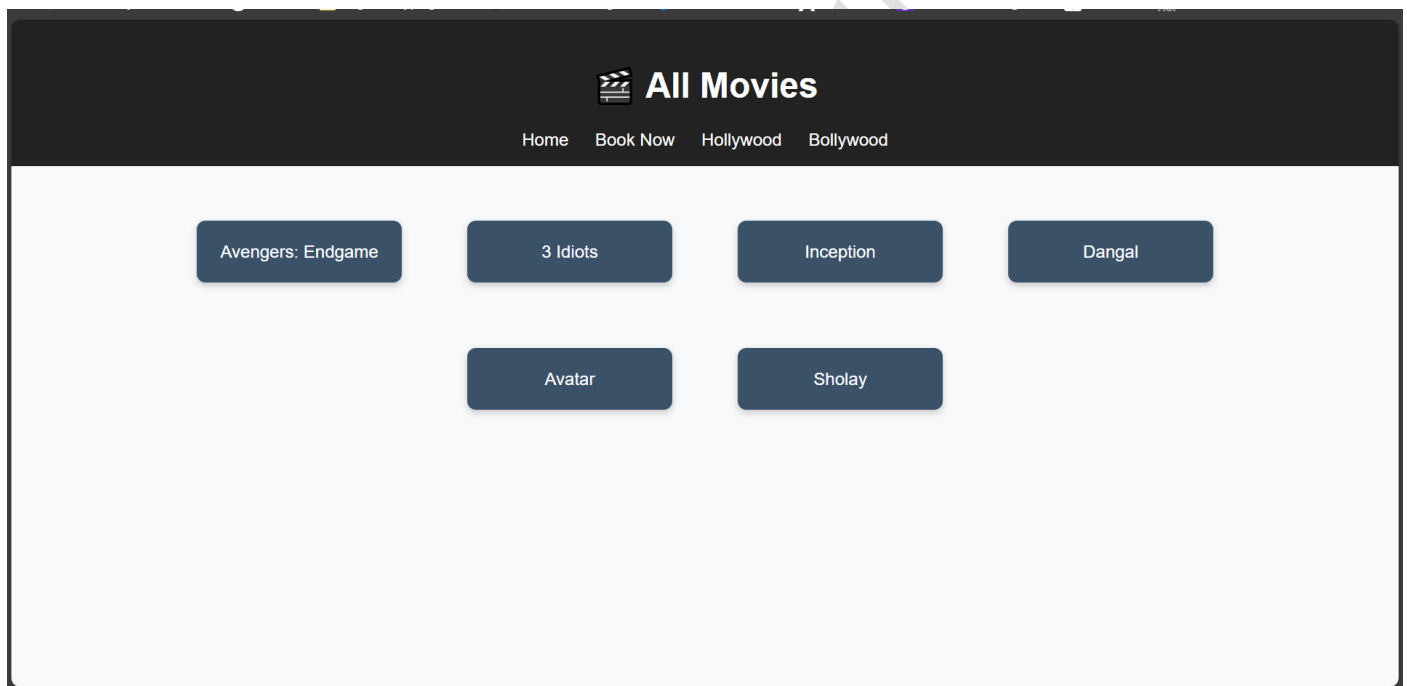 🎬 All Movies
Home Book Now Hollywood Bollywood
Avengers: Endgame 3 Idiots Inception Dangal
Avatar Sholay